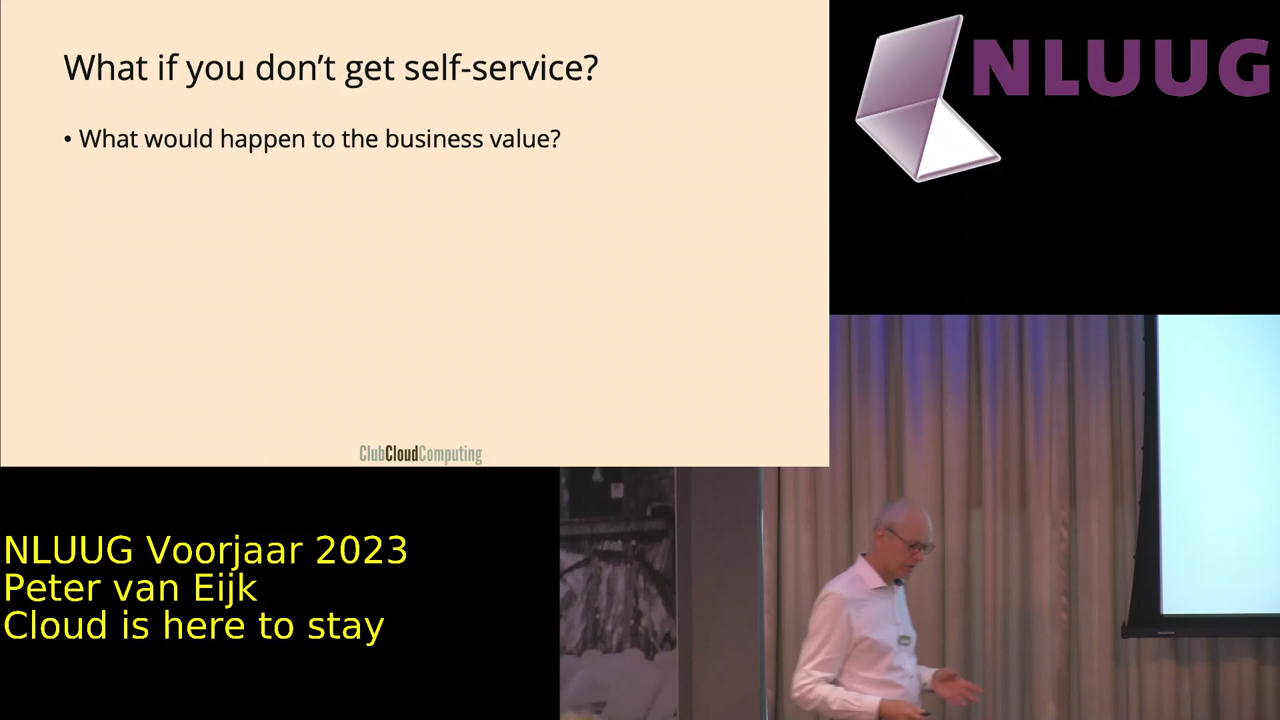 What if you don’t get self-service?
• What would happen to the business value?
ClubCloudComputing
NLUUG
NLUUG Voorjaar 2023
Peter van Eijk
Cloud is here to stay